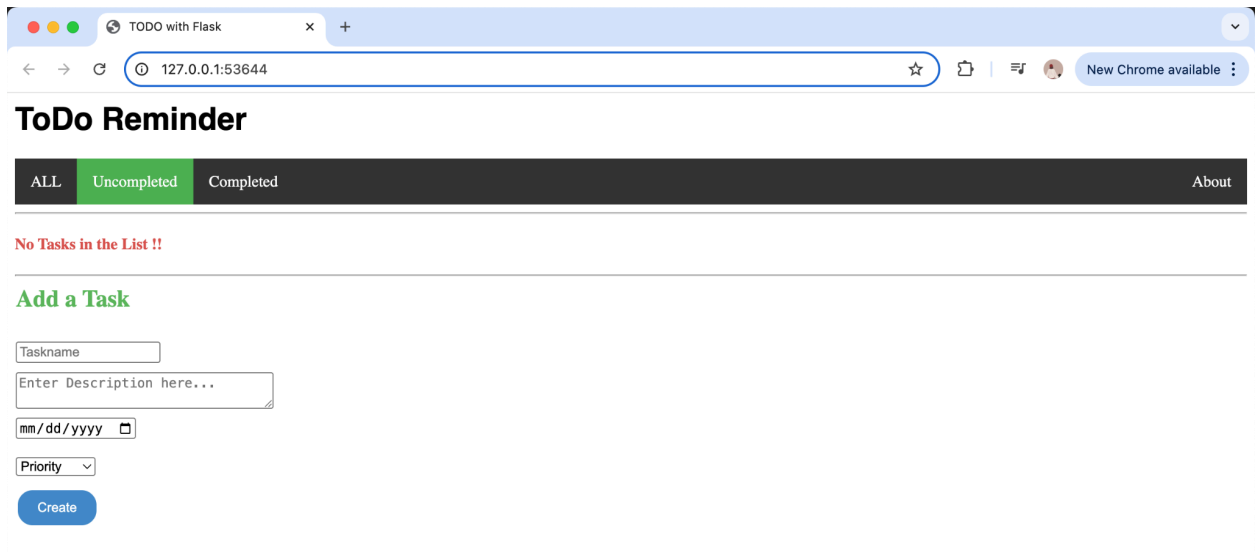 TODO with Flask
127.0.0.1:53644
New Chrome available
ToDo Reminder
ALL Uncompleted Completed About
No Tasks in the List !!
Add a Task
Taskname
Enter Description here...
mm/dd/yyyy
Priority
Create